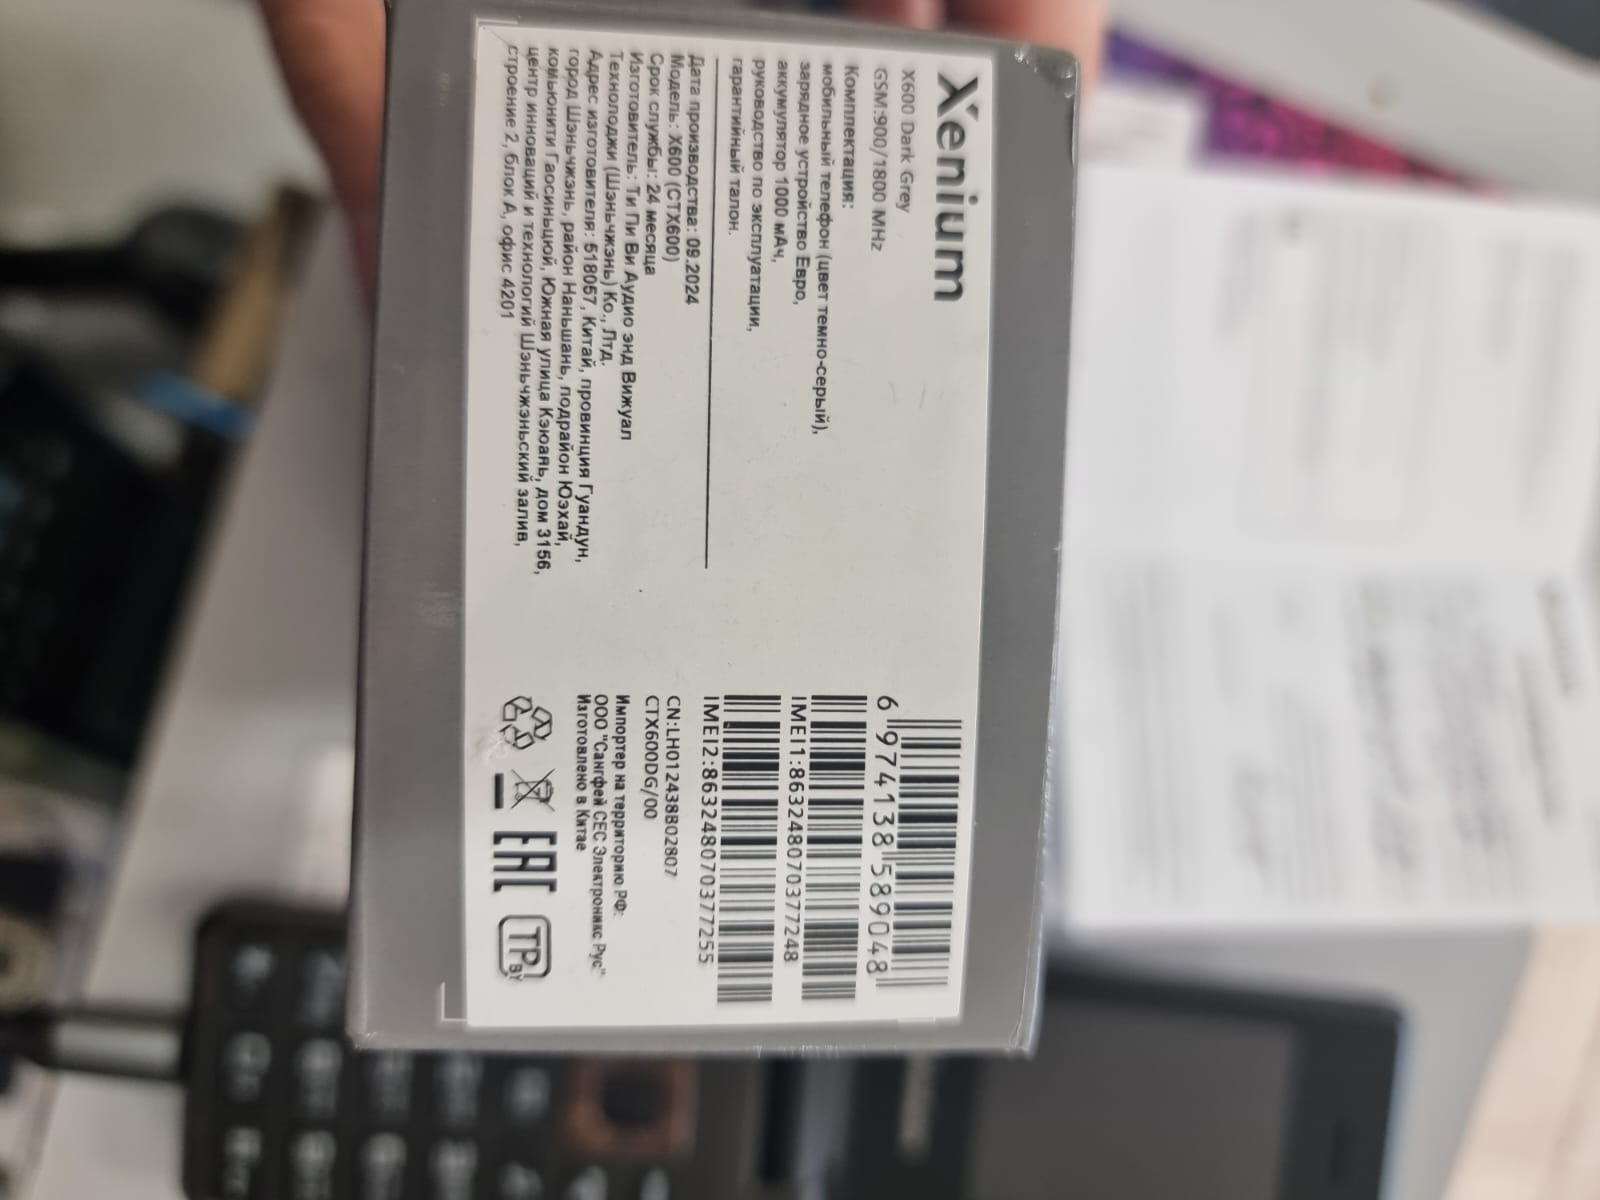 Xenium
X600 Dark Grey
GSM:900/1800 MHz
Комплектация:
мобильный телефон (цвет темно-серый),
зарядное устройство Евро,
аккумулятор 1000 мАч,
руководство по эксплуатации,
гарантийный талон.
Дата производства: 09.2024
Модель: X600 (CTX600)
Срок службы: 24 месяца
Изготовитель: Ти Пи Ви Аудио энд Вижуал
Технолоджи (Шэньчжэнь) Ко., Лтд.
Адрес изготовителя: 518057, Китай, провинция Гуандун,
город Шэньчжэнь, район Наньшань, подрайон Юэхай,
комьюнити Гаосиньцюй, Южная улица Кэюань, дом 3156,
центр инноваций и технологий Шэньчжэньский залив,
строение 2, блок А, офис 4201
6 974138 589048
IMEI1:863248070377248
IMEI2:863248070377255
CN:LH012438B02807
CTX600DG/00
Импортер на территорию РФ:
ООО "Сангфей СЕС Электроникс Рус"
Изготовлено в Китае
EAC
TP BY